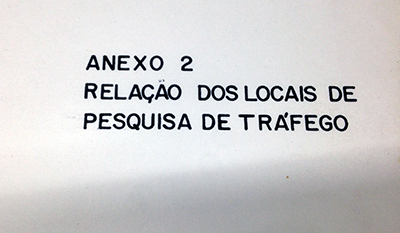 ANEXO 2
RELAÇÃO DOS LOCAIS DE
PESQUISA DE TRÁFEGO